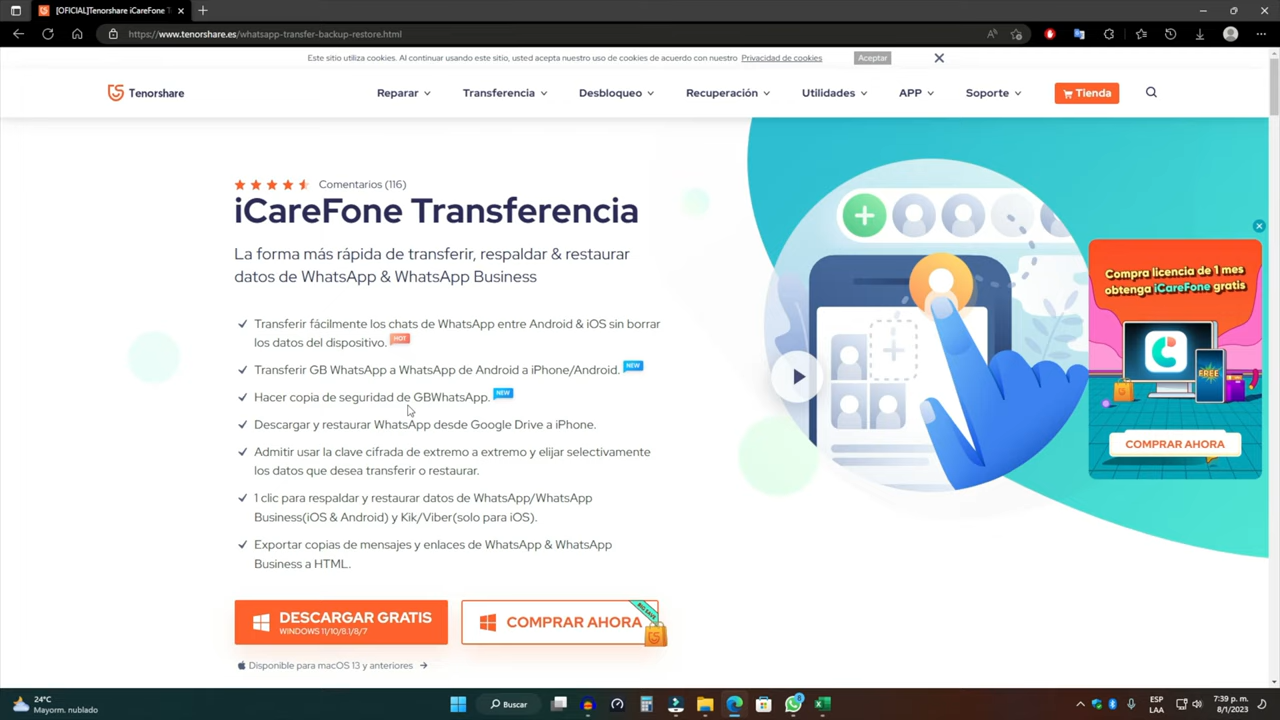 [OFICIAL]Tenorshare iCareFone T
https://www.tenorshare.es/whatsapp-transfer-backup-restore.html
Este sitio utiliza cookies. Al continuar usando este sitio, usted acepta nuestro uso de cookies de acuerdo con nuestro Privacidad de cookies
Aceptar
Tenorshare
Reparar
Transferencia
Desbloqueo
Recuperación
Utilidades
APP
Soporte
Tienda
Comentarios (116)
iCareFone Transferencia
La forma más rápida de transferir, respaldar & restaurar
datos de WhatsApp & WhatsApp Business
Transferir fácilmente los chats de WhatsApp entre Android & iOS sin borrar
los datos del dispositivo. HOT
Transferir GB WhatsApp a WhatsApp de Android a iPhone/Android. NEW
Hacer copia de seguridad de GBWhatsApp. NEW
Descargar y restaurar WhatsApp desde Google Drive a iPhone.
Admitir usar la clave cifrada de extremo a extremo y elijar selectivamente
los datos que desea transferir o restaurar.
1 clic para respaldar y restaurar datos de WhatsApp/WhatsApp
Business(iOS & Android) y Kik/Viber(solo para iOS).
Exportar copias de mensajes y enlaces de WhatsApp & WhatsApp
Business a HTML.
DESCARGAR GRATIS
WINDOWS 11/10/8.1/8/7
COMPRAR AHORA
BIG SAVE
Disponible para macOS 13 y anteriores
Compra licencia de 1 mes
obtenga iCareFone gratis
FREE
COMPRAR AHORA
24°C
Mayorm. nublado
Buscar
ESP
LAA
7:39 p. m.
8/1/2023